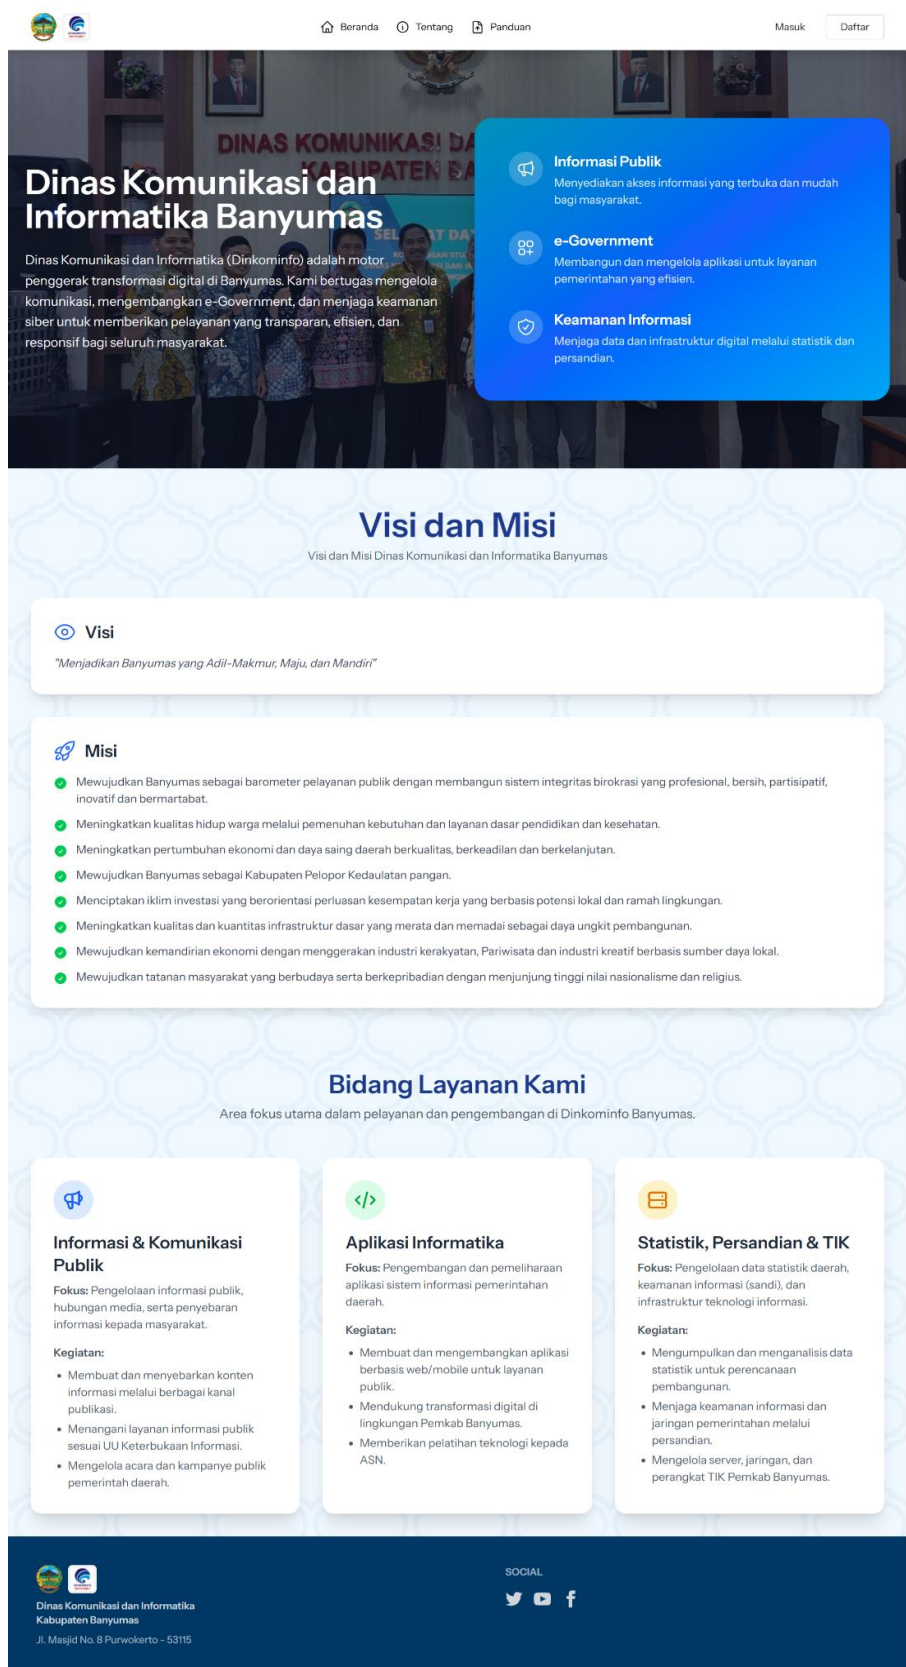 Beranda
Tentang
Panduan
Masuk
Daftar
DINAS KOMUNIKASI DA
KABUPATEN BA
Dinas Komunikasi dan
Informatika Banyumas
Dinas Komunikasi dan Informatika (Dinkominfo) adalah motor
penggerak transformasi digital di Banyumas. Kami bertugas mengelola
komunikasi, mengembangkan e-Government, dan menjaga keamanan
siber untuk memberikan pelayanan yang transparan, efisien, dan
responsif bagi seluruh masyarakat.
Informasi Publik
Menyediakan akses informasi yang terbuka dan mudah
bagi masyarakat.
e-Government
Membangun dan mengelola aplikasi untuk layanan
pemerintahan yang efisien.
Keamanan Informasi
Menjaga data dan infrastruktur digital melalui statistik dan
persandian.
Visi dan Misi
Visi dan Misi Dinas Komunikasi dan Informatika Banyumas
Visi
"Menjadikan Banyumas yang Adil-Makmur, Maju, dan Mandiri"
Misi
Mewujudkan Banyumas sebagai barometer pelayanan publik dengan membangun sistem integritas birokrasi yang profesional, bersih, partisipatif,
inovatif dan bermartabat.
Meningkatkan kualitas hidup warga melalui pemenuhan kebutuhan dan layanan dasar pendidikan dan kesehatan.
Meningkatkan pertumbuhan ekonomi dan daya saing daerah berkualitas, berkeadilan dan berkelanjutan.
Mewujudkan Banyumas sebagai Kabupaten Pelopor Kedaulatan pangan.
Menciptakan iklim investasi yang berorientasi perluasan kesempatan kerja yang berbasis potensi lokal dan ramah lingkungan.
Meningkatkan kualitas dan kuantitas infrastruktur dasar yang merata dan memadai sebagai daya ungkit pembangunan.
Mewujudkan kemandirian ekonomi dengan menggerakan industri kerakyatan, Pariwisata dan industri kreatif berbasis sumber daya lokal.
Mewujudkan tatanan masyarakat yang berbudaya serta berkepribadian dengan menjunjung tinggi nilai nasionalisme dan religius.
Bidang Layanan Kami
Area fokus utama dalam pelayanan dan pengembangan di Dinkominfo Banyumas.
Informasi & Komunikasi
Publik
Fokus: Pengelolaan informasi publik,
hubungan media, serta penyebaran
informasi kepada masyarakat.
Kegiatan:
• Membuat dan menyebarkan konten
informasi melalui berbagai kanal
publikasi.
• Menangani layanan informasi publik
sesuai UU Keterbukaan Informasi.
• Mengelola acara dan kampanye publik
pemerintah daerah.
Aplikasi Informatika
Fokus: Pengembangan dan pemeliharaan
aplikasi sistem informasi pemerintahan
daerah.
Kegiatan:
• Membuat dan mengembangkan aplikasi
berbasis web/mobile untuk layanan
publik.
• Mendukung transformasi digital di
lingkungan Pemkab Banyumas.
• Memberikan pelatihan teknologi kepada
ASN.
Statistik, Persandian & TIK
Fokus: Pengelolaan data statistik daerah,
keamanan informasi (sandi), dan
infrastruktur teknologi informasi.
Kegiatan:
• Mengumpulkan dan menganalisis data
statistik untuk perencanaan
pembangunan.
• Menjaga keamanan informasi dan
jaringan pemerintahan melalui
persandian.
• Mengelola server, jaringan, dan
perangkat TIK Pemkab Banyumas.
Dinas Komunikasi dan Informatika
Kabupaten Banyumas
Jl. Masjid No. 8 Purwokerto - 53115
SOCIAL